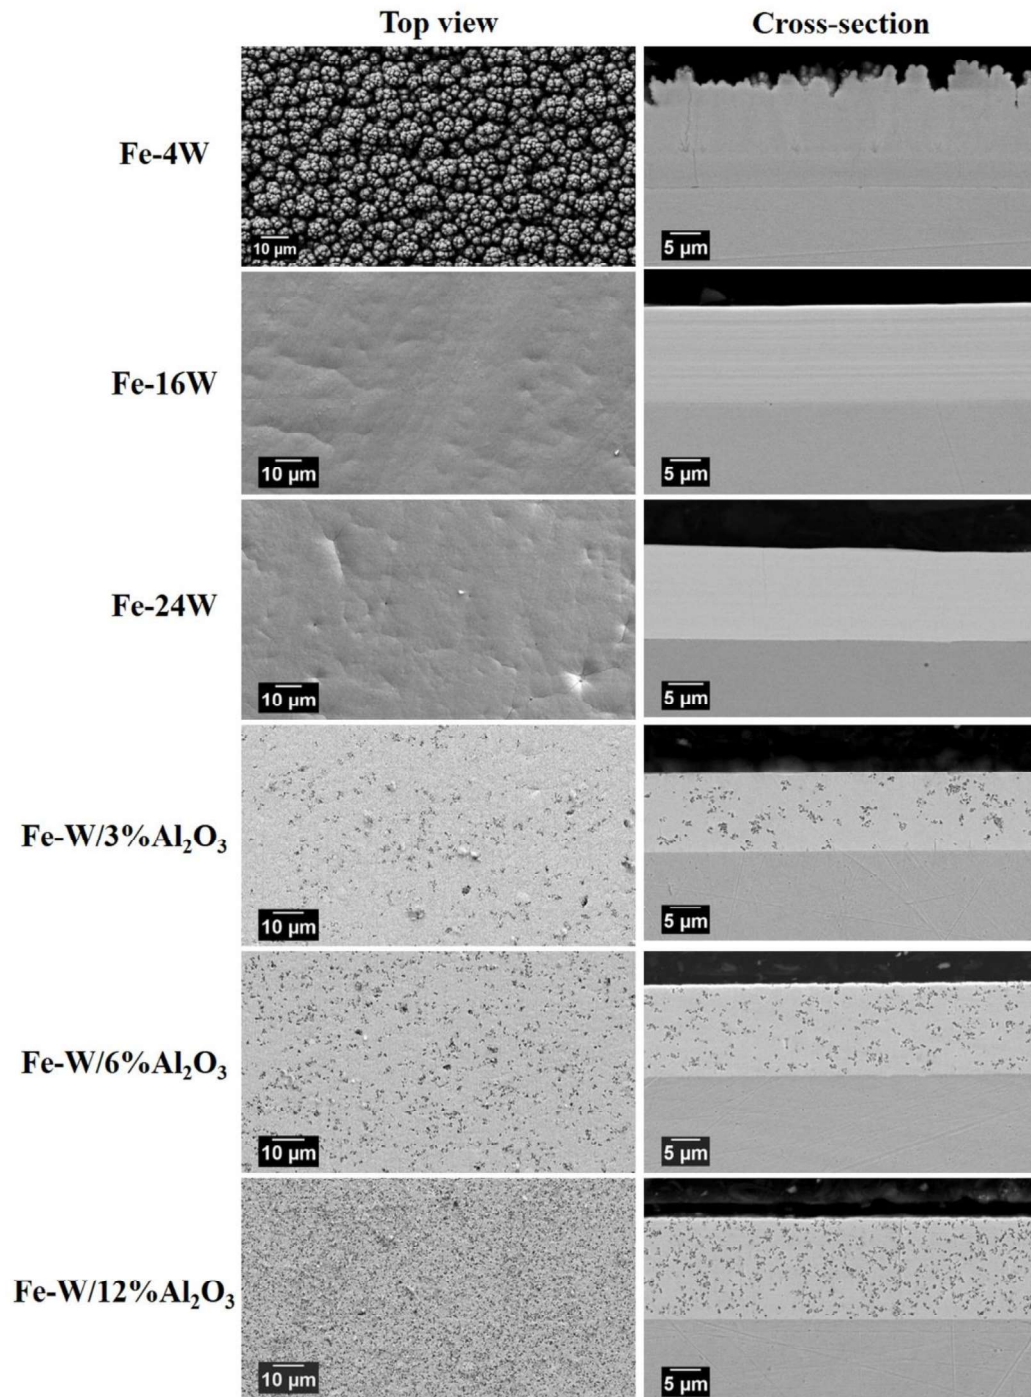 Top view Cross-section
Fe-4W
10 µm 5 µm
Fe-16W
10 µm 5 µm
Fe-24W
10 µm 5 µm
Fe-W/3%Al₂O₃
10 µm 5 µm
Fe-W/6%Al₂O₃
10 µm 5 µm
Fe-W/12%Al₂O₃
10 µm 5 µm